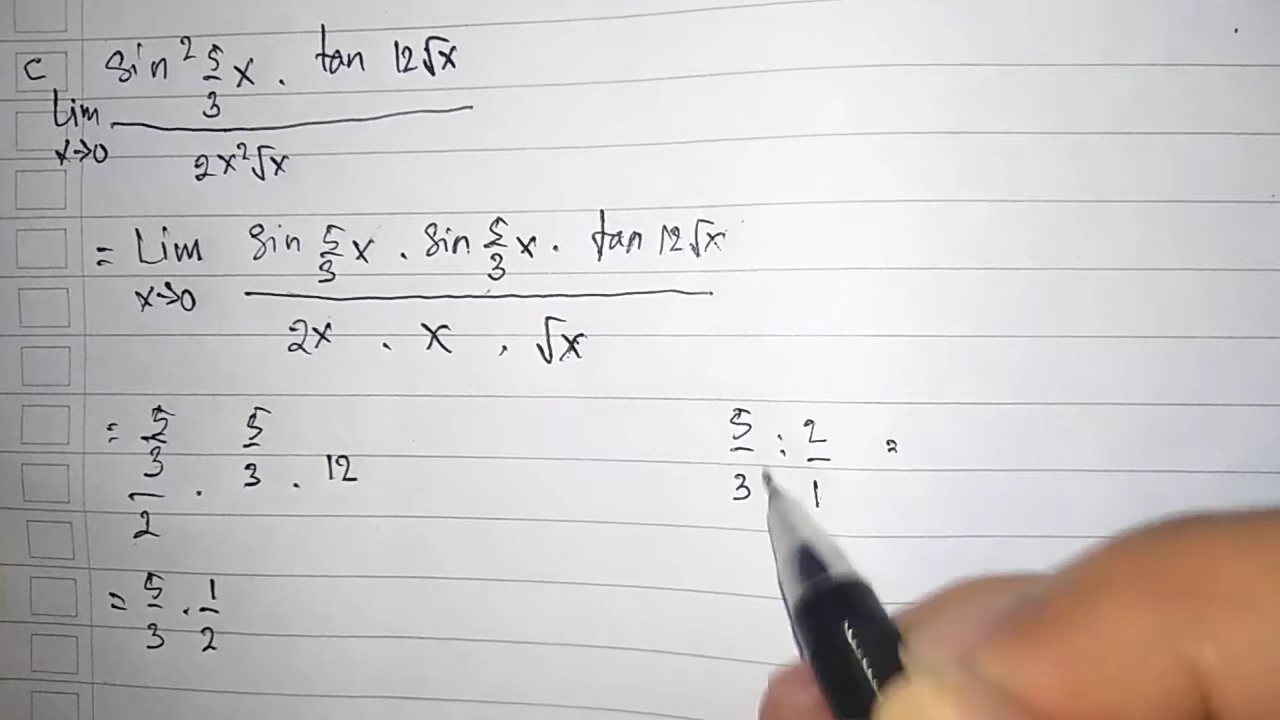 c sin² 5/3 x . tan 12√x
Lim
x→0
2x²√x
= Lim sin 5/3 x . sin 5/3 x . tan 12√x
x→0
2x . x . √x
= 5/3/2 . 5/3 . 12
5/3 : 2/1 =
= 5/3 . 1/2